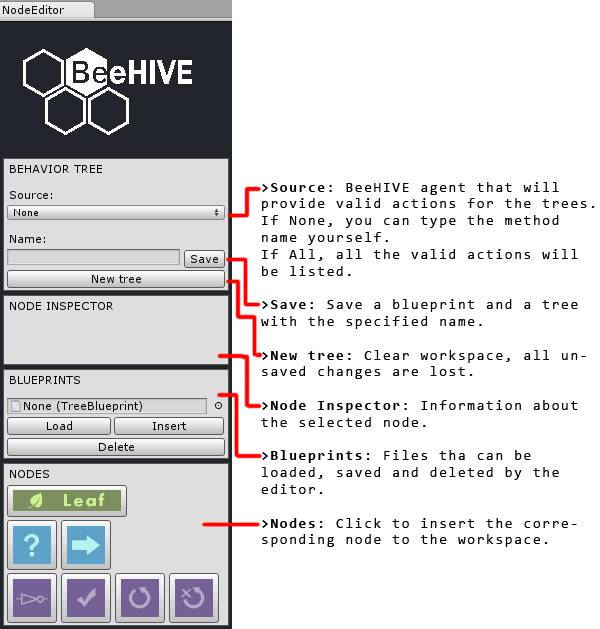 NodeEditor
BeeHIVE
BEHAVIOR TREE
Source:
None
Name:
Save
New tree
NODE INSPECTOR
BLUEPRINTS
None (TreeBlueprint)
Load
Insert
Delete
NODES
Leaf
?
>Source: BeeHIVE agent that will
provide valid actions for the trees.
If None, you can type the method
name yourself.
If All, all the valid actions will
be listed.
>Save: Save a blueprint and a tree
with the specified name.
>New tree: Clear workspace, all un-
saved changes are lost.
>Node Inspector: Information about
the selected node.
>Blueprints: Files tha can be
loaded, saved and deleted by the
editor.
>Nodes: Click to insert the corre-
sponding node to the workspace.